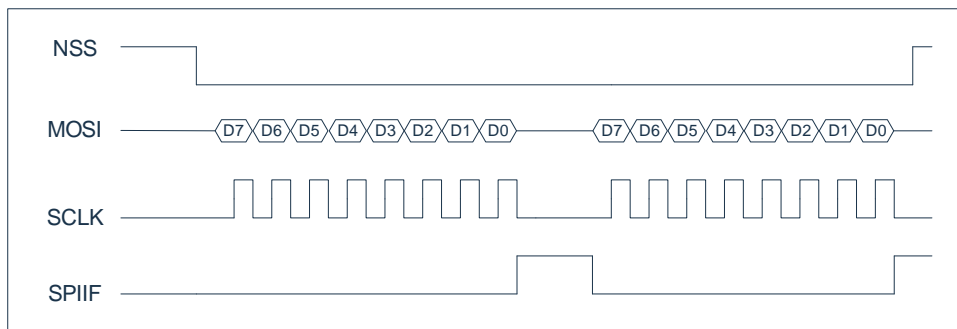 NSS
MOSI D7 D6 D5 D4 D3 D2 D1 D0 D7 D6 D5 D4 D3 D2 D1 D0
SCLK
SPIIF